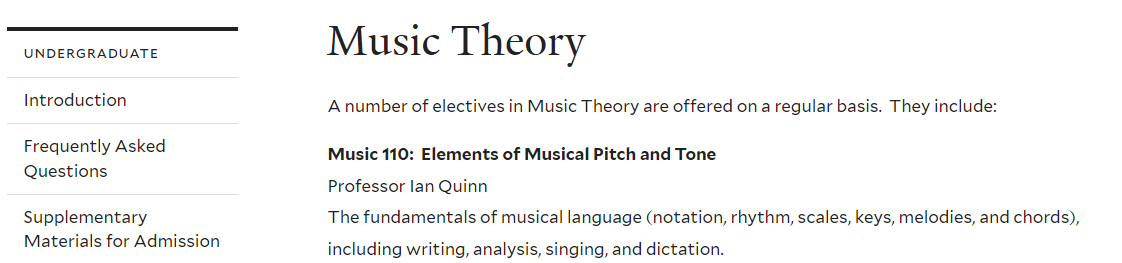 UNDERGRADUATE
Introduction
Frequently Asked
Questions
Supplementary
Materials for Admission
Music Theory
A number of electives in Music Theory are offered on a regular basis.  They include:
Music 110:  Elements of Musical Pitch and Tone
Professor Ian Quinn
The fundamentals of musical language (notation, rhythm, scales, keys, melodies, and chords),
including writing, analysis, singing, and dictation.